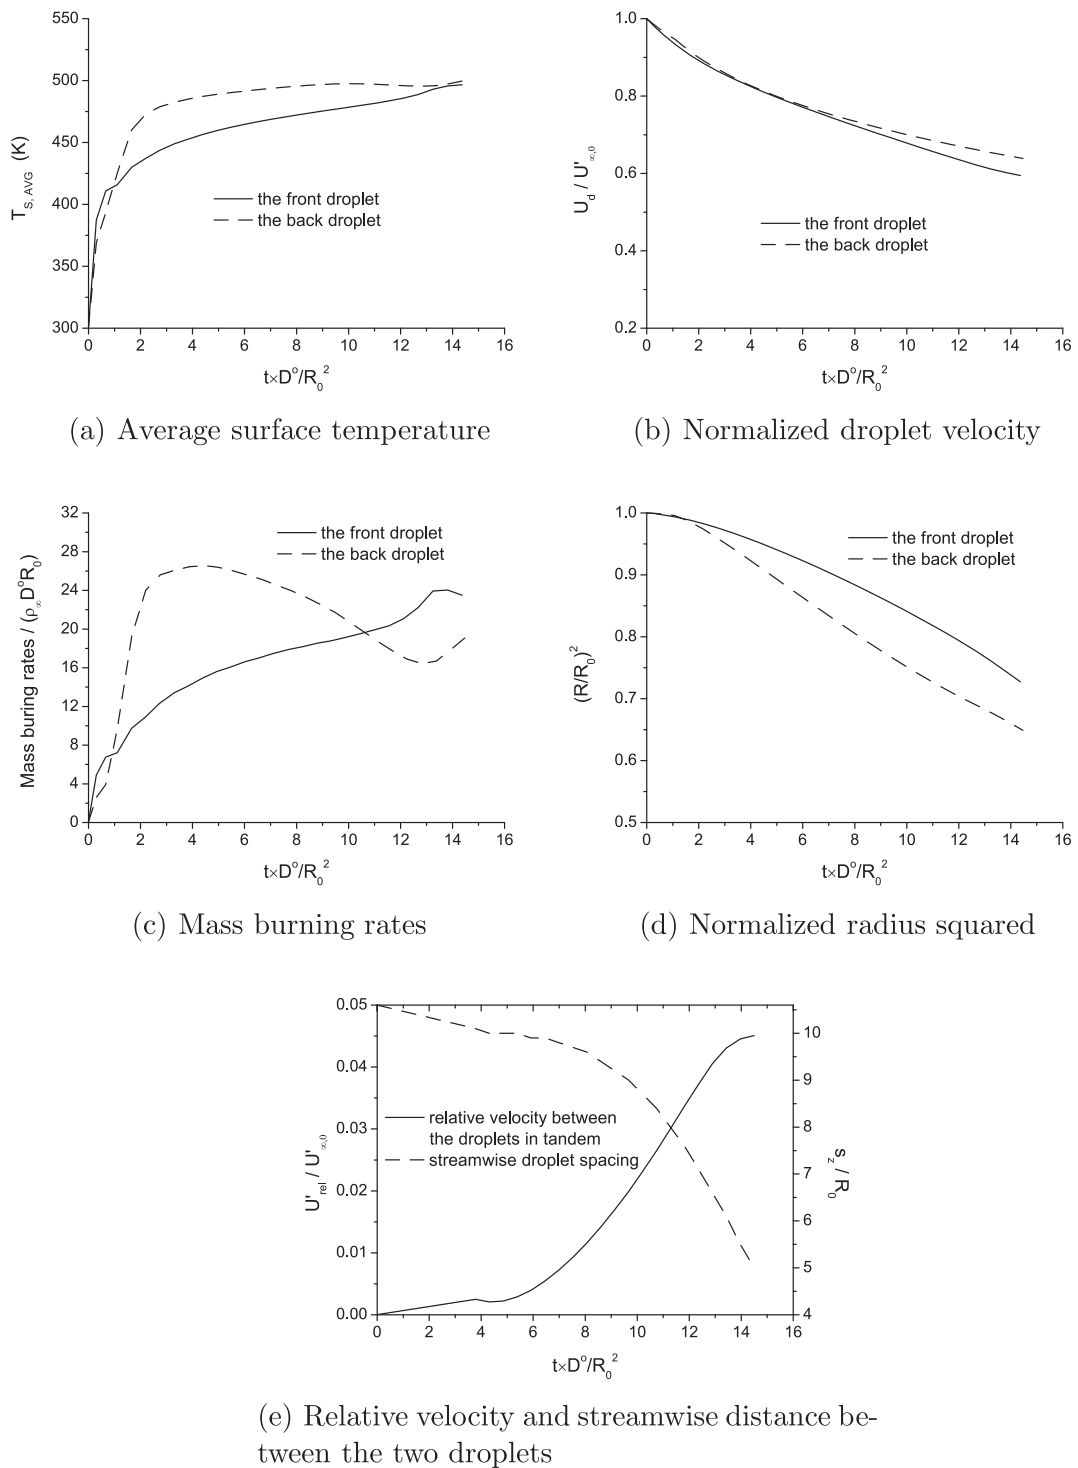 550
500
450
400
350
300
T_S, AVG (K)
the front droplet
the back droplet
0 2 4 6 8 10 12 14 16
t×D°/R_0^2
(a) Average surface temperature
1.0
0.8
0.6
0.4
0.2
U_d / U'_∞,0
the front droplet
the back droplet
0 2 4 6 8 10 12 14 16
t×D°/R_0^2
(b) Normalized droplet velocity
32
28
24
20
16
12
8
4
0
Mass buring rates / (ρ_∞ D°R_0)
the front droplet
the back droplet
0 2 4 6 8 10 12 14 16
t×D°/R_0^2
(c) Mass burning rates
1.0
0.9
0.8
0.7
0.6
0.5
(R/R_0)^2
the front droplet
the back droplet
0 2 4 6 8 10 12 14 16
t×D°/R_0^2
(d) Normalized radius squared
0.05
0.04
0.03
0.02
0.01
0.00
U'_rel / U'_∞,0
relative velocity between
the droplets in tandem
streamwise droplet spacing
10
9
8
7
6
5
4
s_z / R_0
0 2 4 6 8 10 12 14 16
t×D°/R_0^2
(e) Relative velocity and streamwise distance be-
tween the two droplets